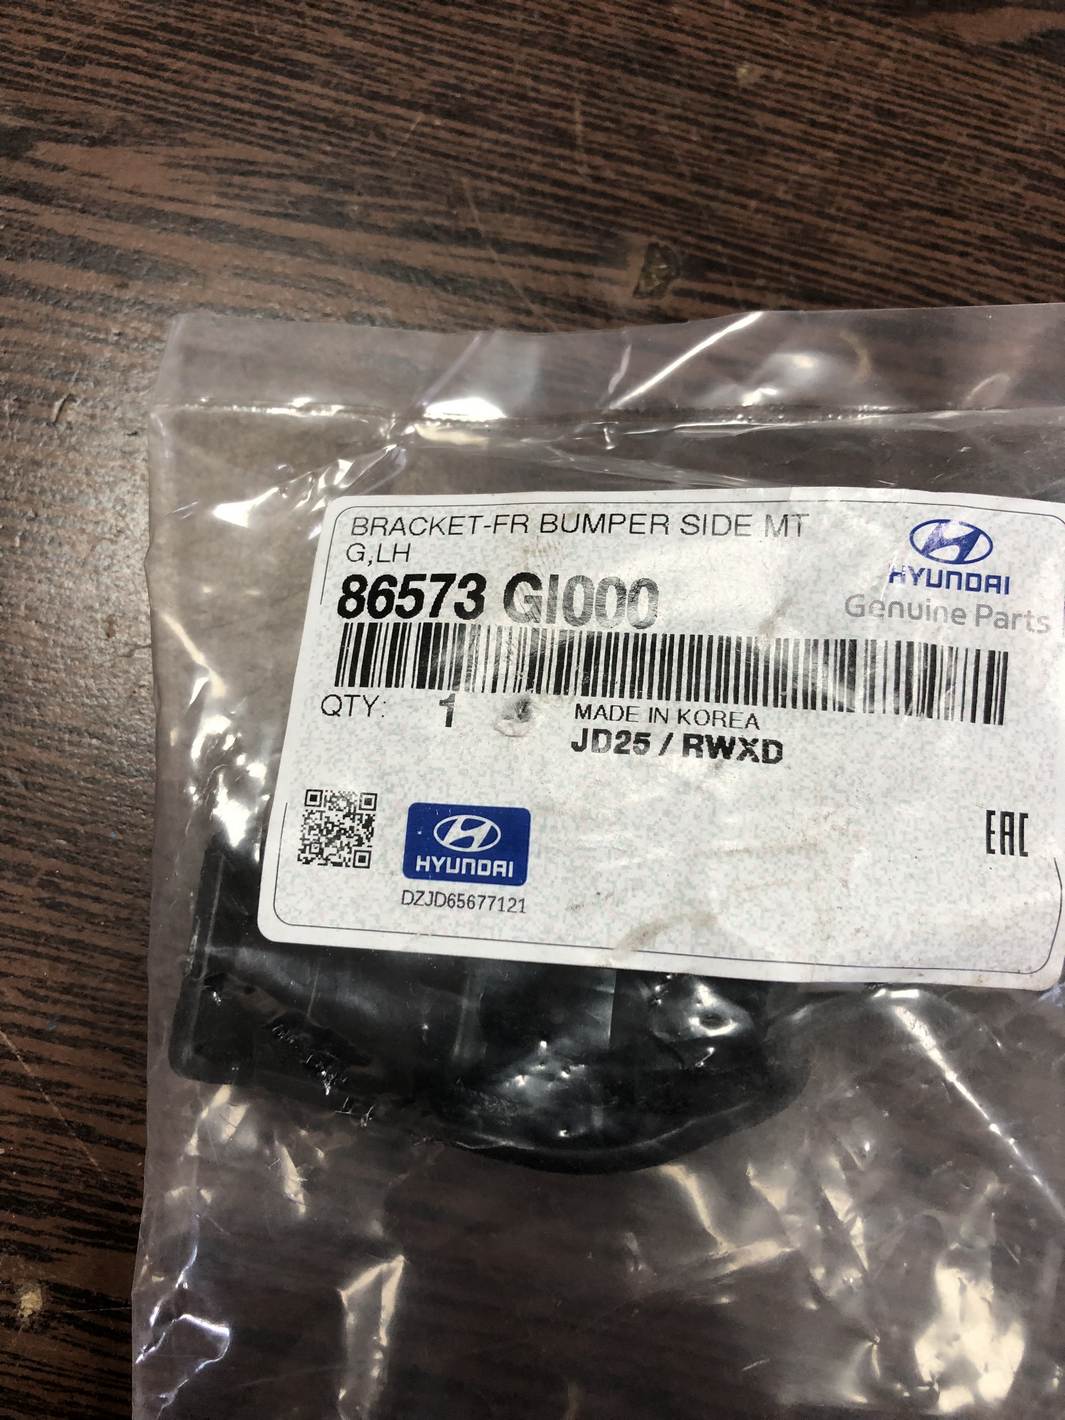 BRACKET-FR BUMPER SIDE MT
G,LH
86573 GI000
HYUNDAI
Genuine Parts
QTY: 1
MADE IN KOREA
JD25 / RWXD
EAC
HYUNDAI
DZJD65677121